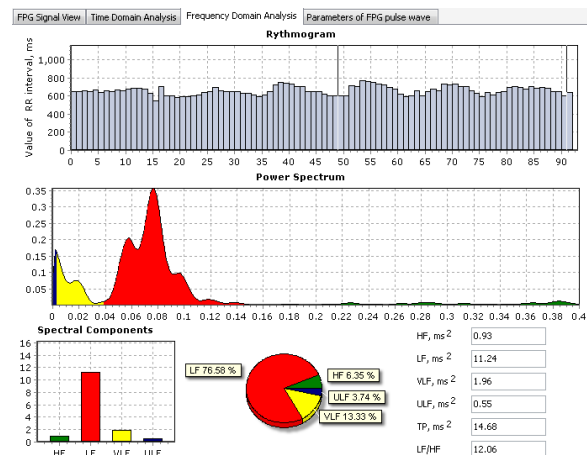 FPG Signal View Time Domain Analysis Frequency Domain Analysis Parameters of FPG pulse wave
Rythmogram
Value of RR interval, ms
1,000
800
600
400
200
0
0 5 10 15 20 25 30 35 40 45 50 55 60 65 70 75 80 85 90
Power Spectrum
0.35
0.3
0.25
0.2
0.15
0.1
0.05
0 0.02 0.04 0.06 0.08 0.1 0.12 0.14 0.16 0.18 0.2 0.22 0.24 0.26 0.28 0.3 0.32 0.34 0.36 0.38 0.4
Spectral Components
16
14
12
10
8
6
4
2
0
HF LF VLF ULF
LF 76.58 %
HF 6.35 %
ULF 3.74 %
VLF 13.33 %
HF, ms 2 0.93
LF, ms 2 11.24
VLF, ms 2 1.96
ULF, ms 2 0.55
TP, ms 2 14.68
LF/HF 12.06